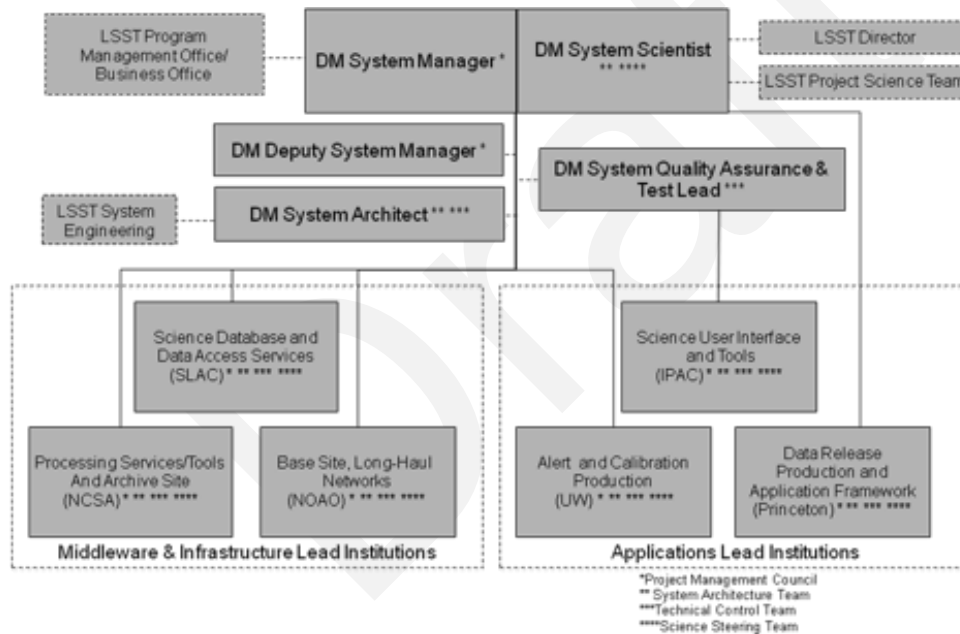 LSST Program
Management Office/
Business Office
DM System Manager *
DM System Scientist
** ****
LSST Director
LSST Project Science Team
DM Deputy System Manager *
DM System Quality Assurance &
Test Lead ***
LSST System
Engineering
DM System Architect ** ***
Science Database and
Data Access Services
(SLAC) * ** *** ****
Science User Interface
and Tools
(IPAC) * ** *** ****
Processing Services/Tools
And Archive Site
(NCSA) * ** *** ****
Base Site, Long-Haul
Networks
(NOAO) * ** *** ****
Alert and Calibration
Production
(UW) * ** *** ****
Data Release
Production and
Application Framework
(Princeton) * ** *** ****
Middleware & Infrastructure Lead Institutions
Applications Lead Institutions
*Project Management Council
** System Architecture Team
***Technical Control Team
****Science Steering Team
Draft